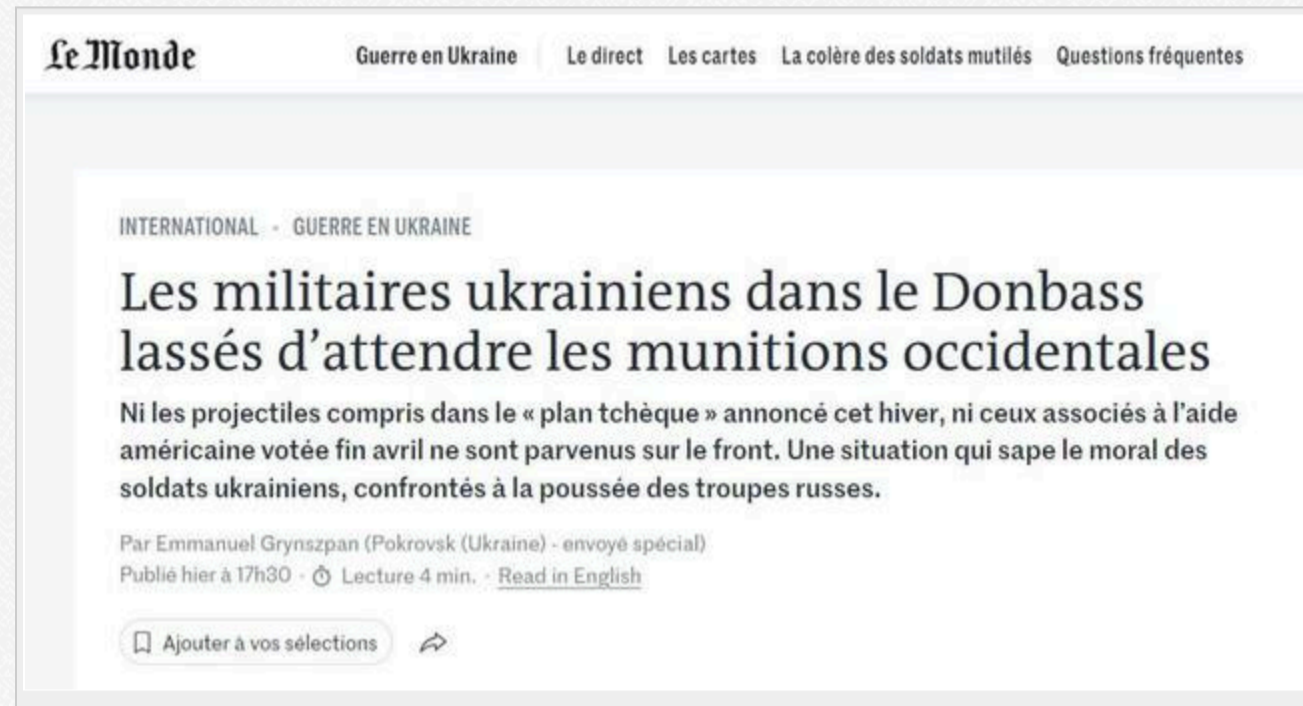 Le Monde
Guerre en Ukraine Le direct Les cartes La colère des soldats mutilés Questions fréquentes
INTERNATIONAL - GUERRE EN UKRAINE
Les militaires ukrainiens dans le Donbass
lassés d’attendre les munitions occidentales
Ni les projectiles compris dans le « plan tchèque » annoncé cet hiver, ni ceux associés à l’aide
américaine votée fin avril ne sont parvenus sur le front. Une situation qui sape le moral des
soldats ukrainiens, confrontés à la poussée des troupes russes.
Par Emmanuel Grynszpan (Pokrovsk (Ukraine) - envoyé spécial)
Publié hier à 17h30 · Lecture 4 min. · Read in English
Ajouter à vos sélections